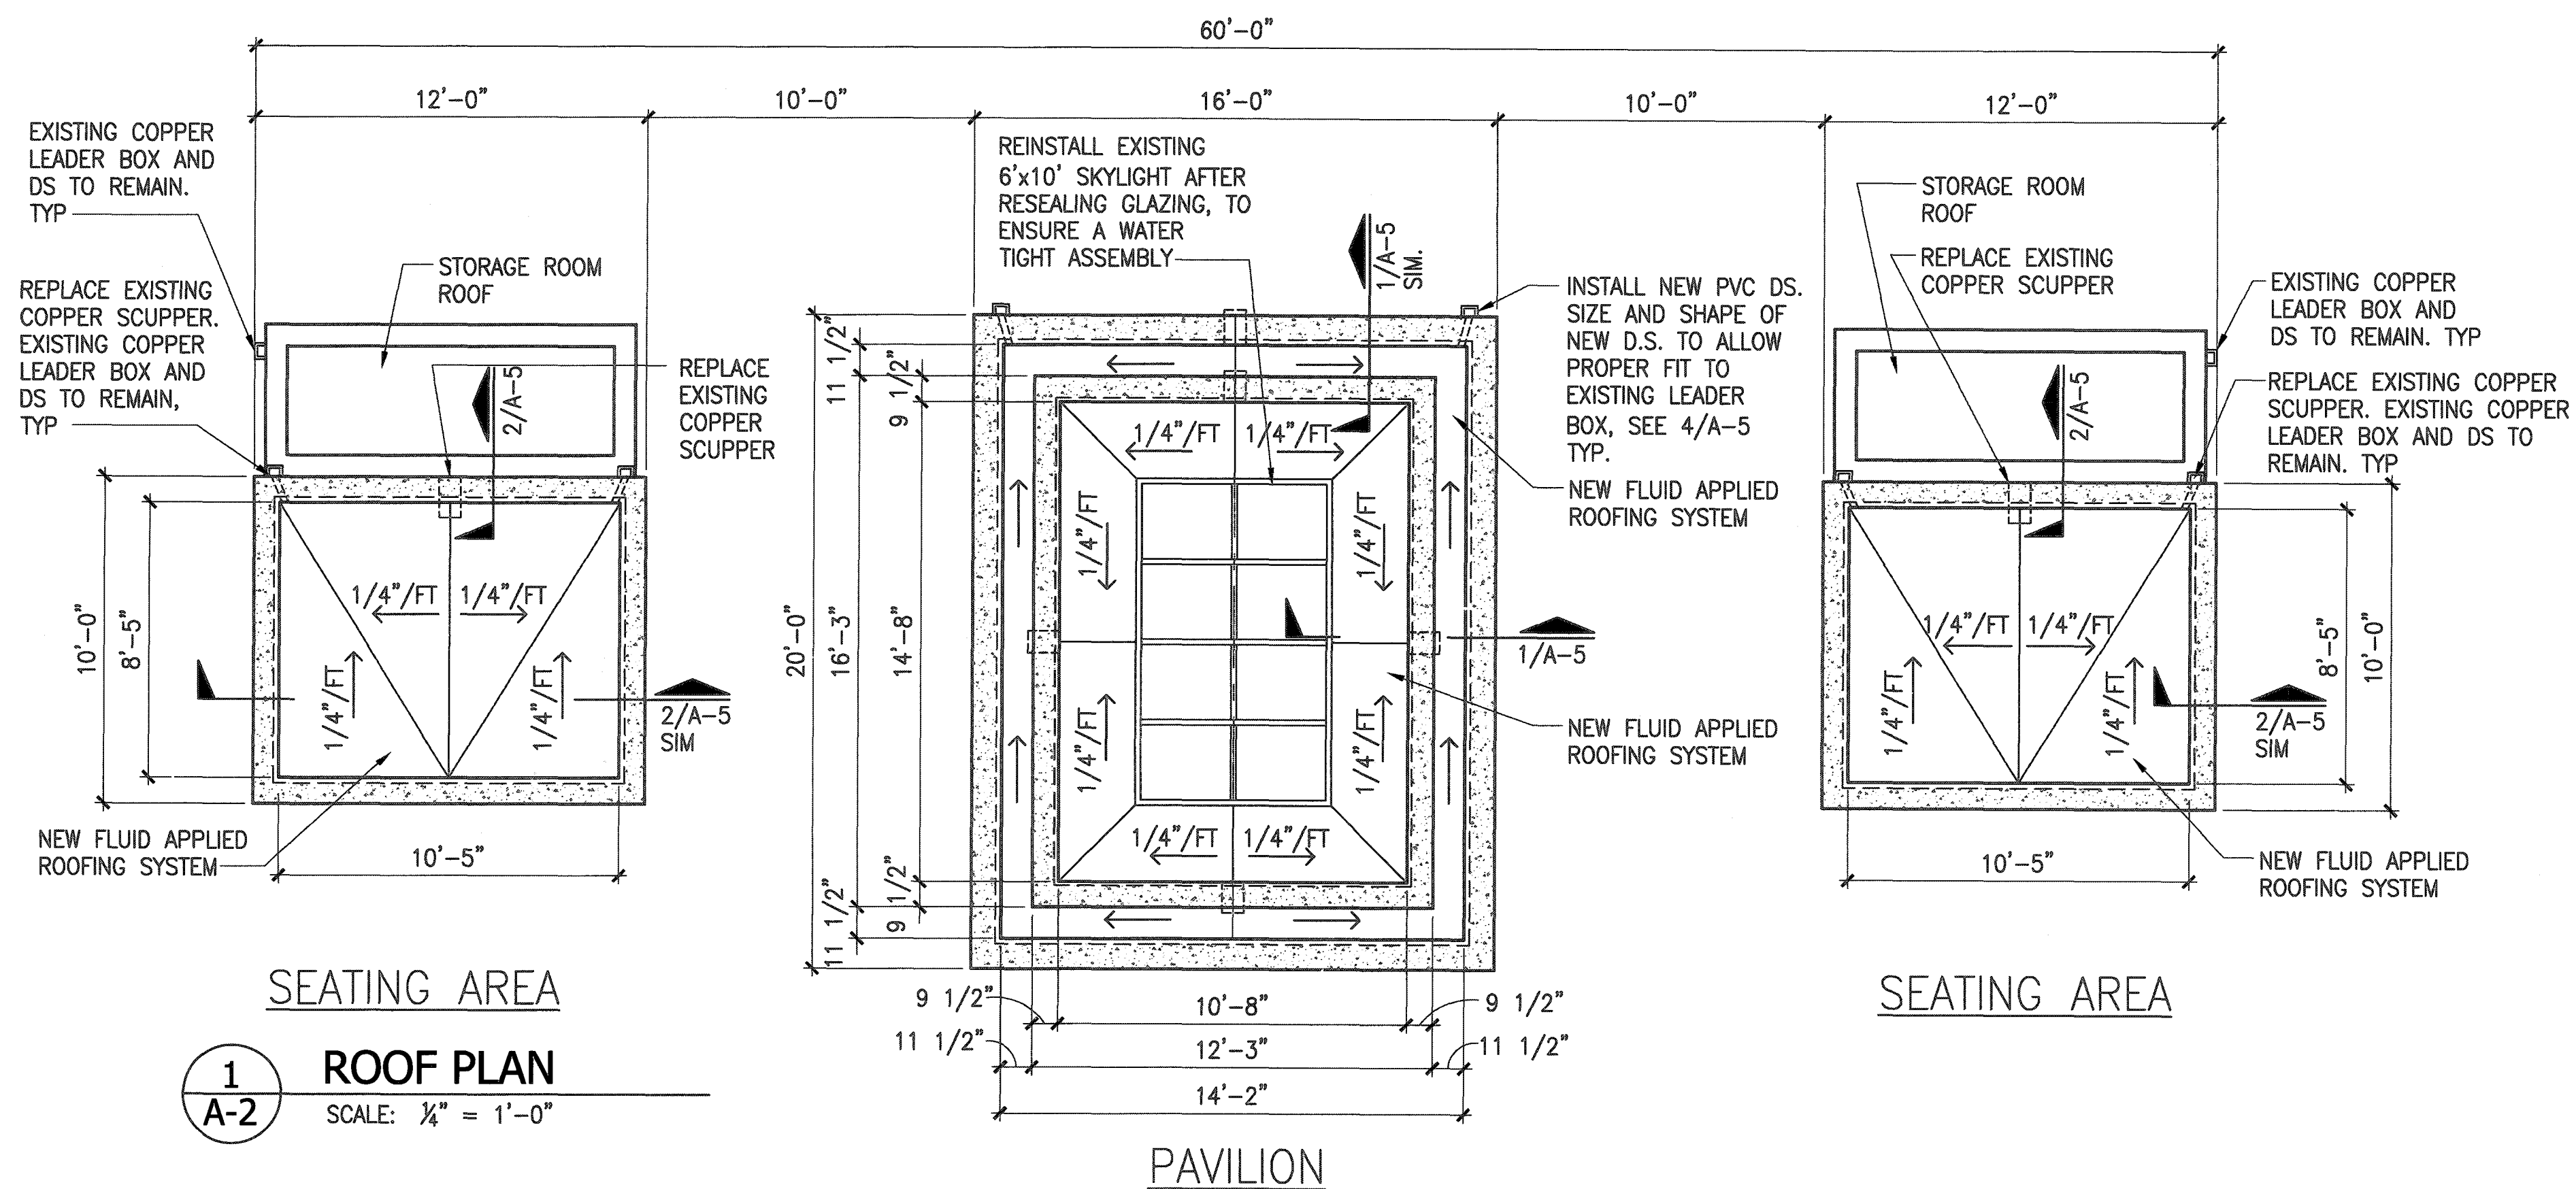 60'-0"
12'-0"
10'-0"
16'-0"
10'-0"
12'-0"
EXISTING COPPER
LEADER BOX AND
DS TO REMAIN.
TYP
REPLACE EXISTING
COPPER SCUPPER.
EXISTING COPPER
LEADER BOX AND
DS TO REMAIN,
TYP
STORAGE ROOM
ROOF
2/A-5
REPLACE
EXISTING
COPPER
SCUPPER
10'-0"
8'-5"
1/4"/FT
1/4"/FT
1/4"/FT
1/4"/FT
2/A-5
SIM
NEW FLUID APPLIED
ROOFING SYSTEM
10'-5"
SEATING AREA
REINSTALL EXISTING
6'x10' SKYLIGHT AFTER
RESEALING GLAZING, TO
ENSURE A WATER
TIGHT ASSEMBLY
1/A-5
SIM.
INSTALL NEW PVC DS.
SIZE AND SHAPE OF
NEW D.S. TO ALLOW
PROPER FIT TO
EXISTING LEADER
BOX, SEE 4/A-5
TYP.
NEW FLUID APPLIED
ROOFING SYSTEM
11 1/2"
9 1/2"
20'-0"
16'-3"
14'-8"
11 1/2"
9 1/2"
1/4"/FT
1/4"/FT
1/4"/FT
1/4"/FT
1/4"/FT
1/4"/FT
1/4"/FT
1/4"/FT
1/A-5
NEW FLUID APPLIED
ROOFING SYSTEM
9 1/2"
10'-8"
9 1/2"
11 1/2"
12'-3"
11 1/2"
14'-2"
PAVILION
STORAGE ROOM
ROOF
REPLACE EXISTING
COPPER SCUPPER
EXISTING COPPER
LEADER BOX AND
DS TO REMAIN. TYP
REPLACE EXISTING COPPER
SCUPPER. EXISTING COPPER
LEADER BOX AND DS TO
REMAIN. TYP
2/A-5
1/4"/FT
1/4"/FT
1/4"/FT
1/4"/FT
8'-5"
10'-0"
2/A-5
SIM
10'-5"
NEW FLUID APPLIED
ROOFING SYSTEM
SEATING AREA
1
A-2
ROOF PLAN
SCALE: ¼" = 1'-0"